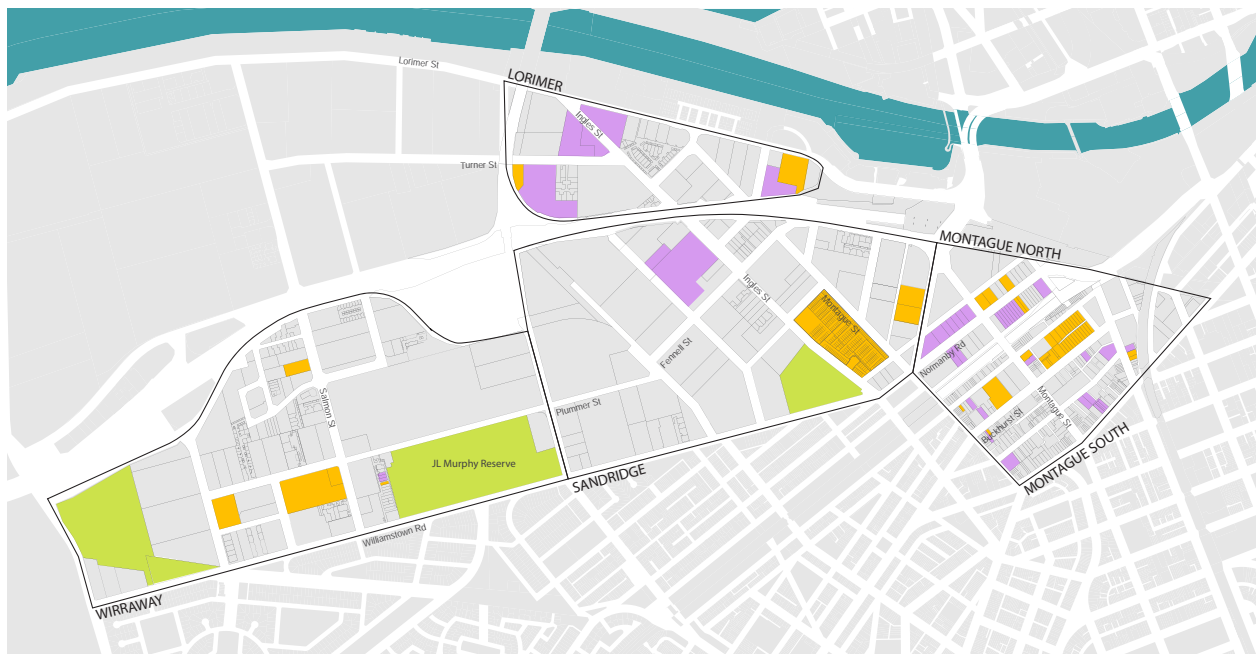 Lorimer St
LORIMER
Ingles St
Turner St
MONTAGUE NORTH
Ingles St
Montague St
Normanby Rd
Fennell St
Salmon St
Plummer St
Montague St
Buckhurst St
JL Murphy Reserve
MONTAGUE SOUTH
SANDRIDGE
Williamstown Rd
WIRRAWAY